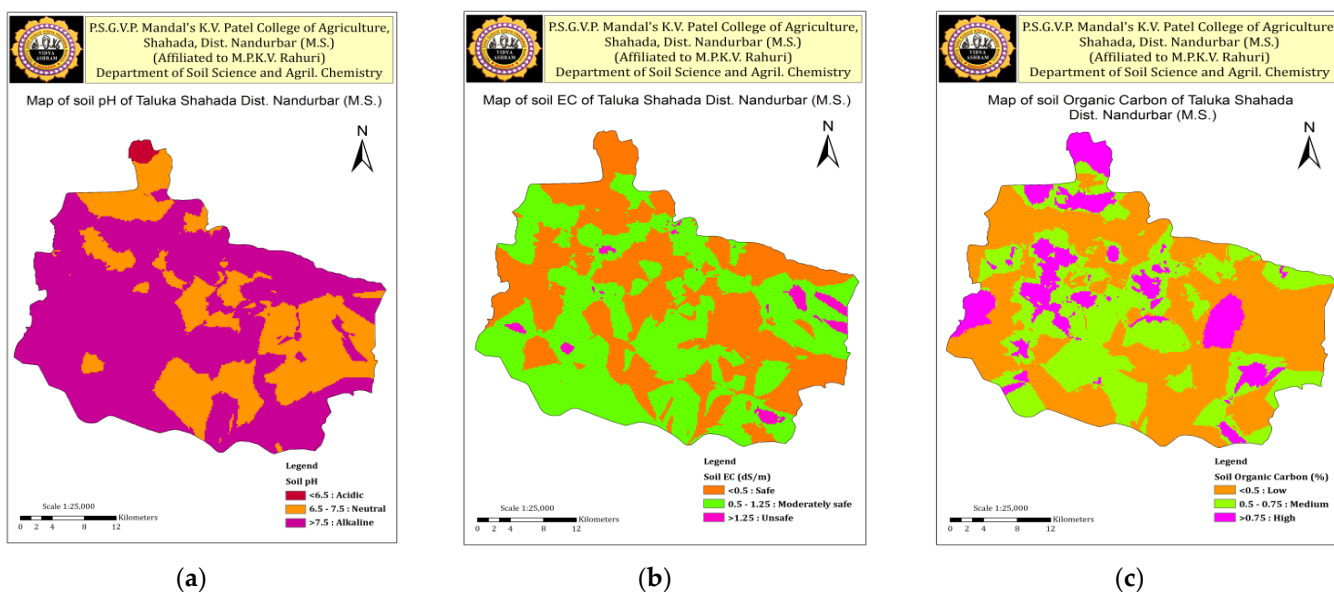 P.S.G.V.P. Mandal's K.V. Patel College of Agriculture,
Shahada, Dist. Nandurbar (M.S.)
(Affiliated to M.P.K.V. Rahuri)
Department of Soil Science and Agril. Chemistry
VIDYA
ASHRAM
Map of soil pH of Taluka Shahada Dist. Nandurbar (M.S.)
N
Legend
Soil pH
<6.5 : Acidic
6.5 - 7.5 : Neutral
>7.5 : Alkaline
Scale 1:25,000
Kilometers
0 2 4 8 12
(a)
P.S.G.V.P. Mandal's K.V. Patel College of Agriculture,
Shahada, Dist. Nandurbar (M.S.)
(Affiliated to M.P.K.V. Rahuri)
Department of Soil Science and Agril. Chemistry
VIDYA
ASHRAM
Map of soil EC of Taluka Shahada Dist. Nandurbar (M.S.)
N
Legend
Soil EC (dS/m)
<0.5 : Safe
0.5 - 1.25 : Moderately safe
>1.25 : Unsafe
Scale 1:25,000
Kilometers
0 2 4 8 12
(b)
P.S.G.V.P. Mandal's K.V. Patel College of Agriculture,
Shahada, Dist. Nandurbar (M.S.)
(Affiliated to M.P.K.V. Rahuri)
Department of Soil Science and Agril. Chemistry
VIDYA
ASHRAM
Map of soil Organic Carbon of Taluka Shahada
Dist. Nandurbar (M.S.)
N
Legend
Soil Organic Carbon (%)
<0.5 : Low
0.5 - 0.75 : Medium
>0.75 : High
Scale 1:25,000
Kilometers
0 2 4 8 12
(c)